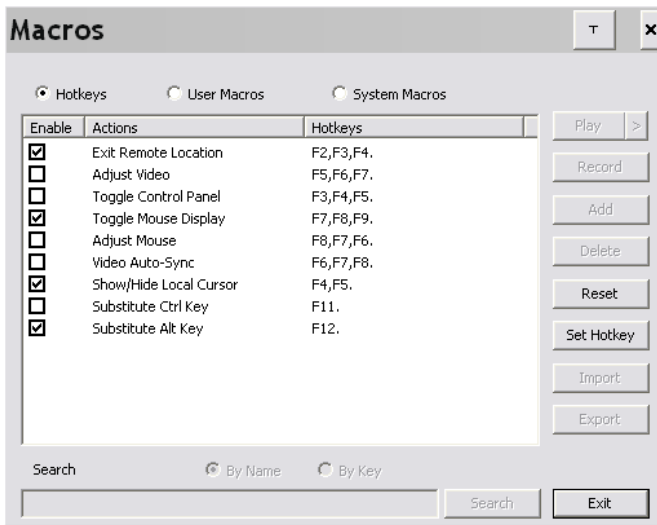 Macros T ×
Hotkeys User Macros System Macros
Enable Actions Hotkeys
Exit Remote Location F2,F3,F4.
Adjust Video F5,F6,F7.
Toggle Control Panel F3,F4,F5.
Toggle Mouse Display F7,F8,F9.
Adjust Mouse F8,F7,F6.
Video Auto-Sync F6,F7,F8.
Show/Hide Local Cursor F4,F5.
Substitute Ctrl Key F11.
Substitute Alt Key F12.
Play >
Record
Add
Delete
Reset
Set Hotkey
Import
Export
Search By Name By Key
Search Exit